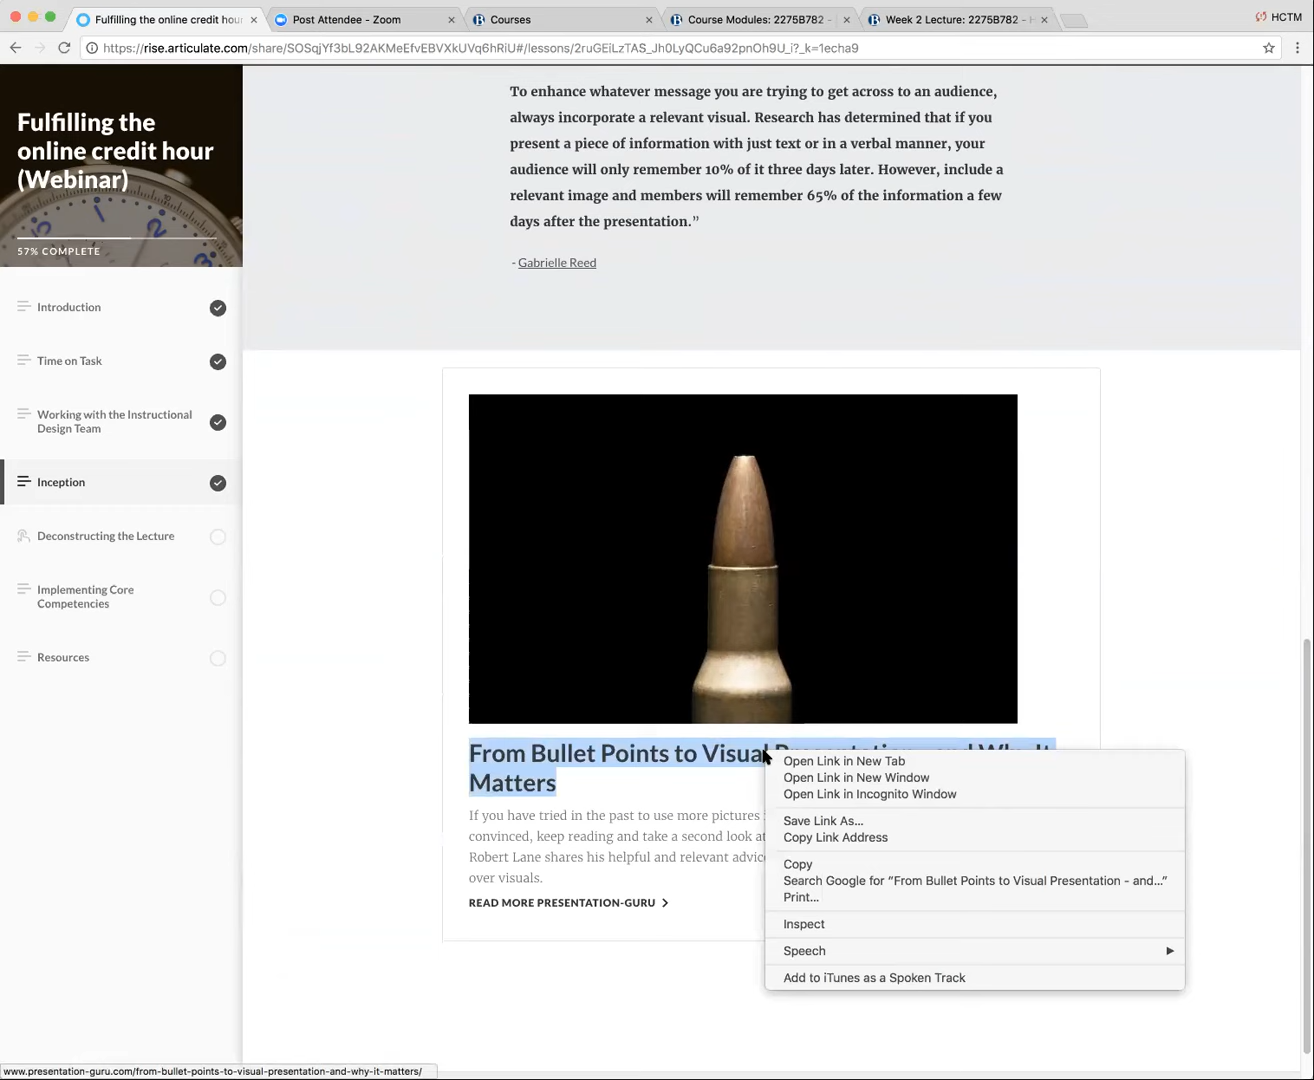 Fulfilling the online credit hou
Post Attendee - Zoom
Courses
Course Modules: 2275B782 -
Week 2 Lecture: 2275B782 - H
HCTM
https://rise.articulate.com/share/SOSqjYf3bL92AKMeEfvEBVXkUVq6hRiU#/lessons/2ruGEiLzTAS_Jh0LyQCu6a92pnOh9U_i?_k=1echa9
Fulfilling the
online credit hour
(Webinar)
57% COMPLETE
Introduction
Time on Task
Working with the Instructional
Design Team
Inception
Deconstructing the Lecture
Implementing Core
Competencies
Resources
To enhance whatever message you are trying to get across to an audience,
always incorporate a relevant visual. Research has determined that if you
present a piece of information with just text or in a verbal manner, your
audience will only remember 10% of it three days later. However, include a
relevant image and members will remember 65% of the information a few
days after the presentation.”
- Gabrielle Reed
From Bullet Points to Visual Presentation - and Why It
Matters
If you have tried in the past to use more pictures
convinced, keep reading and take a second look at
Robert Lane shares his helpful and relevant advic
over visuals.
READ MORE PRESENTATION-GURU
Open Link in New Tab
Open Link in New Window
Open Link in Incognito Window
Save Link As...
Copy Link Address
Copy
Search Google for “From Bullet Points to Visual Presentation - and...”
Print...
Inspect
Speech
Add to iTunes as a Spoken Track
www.presentation-guru.com/from-bullet-points-to-visual-presentation-and-why-it-matters/